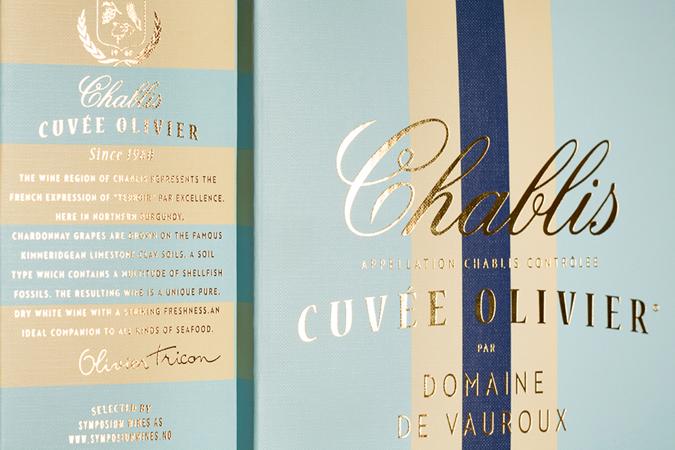 Chablis
CUVÉE OLIVIER
THE WINE REGION OF CHABLIS REPRESENTS THE
FRENCH EXPRESSION OF "TERROIR" PAR EXCELLENCE.
HERE IN NORTHERN BURGUNDY,
CHARDONNAY GRAPES ARE GROWN ON THE FAMOUS
KIMMERIDGEAN LIMESTONE CLAY SOILS, A SOIL
TYPE WHICH CONTAINS A MULTITUDE OF SHELLFISH
FOSSILS. THE RESULTING WINE IS A UNIQUE PURE,
DRY WHITE WINE WITH A STRIKING FRESHNESS.AN
IDEAL COMPANION TO ALL KINDS OF SEAFOOD.
Olivier Tricon
SELECTED BY
SYMPOSIUM WINES AS
WWW.SYMPOSIUMWINES.NO
Chablis
APPELLATION CHABLIS CONTRÔLÉE
CUVÉE OLIVIER
PAR
DOMAINE
DE VAUROUX